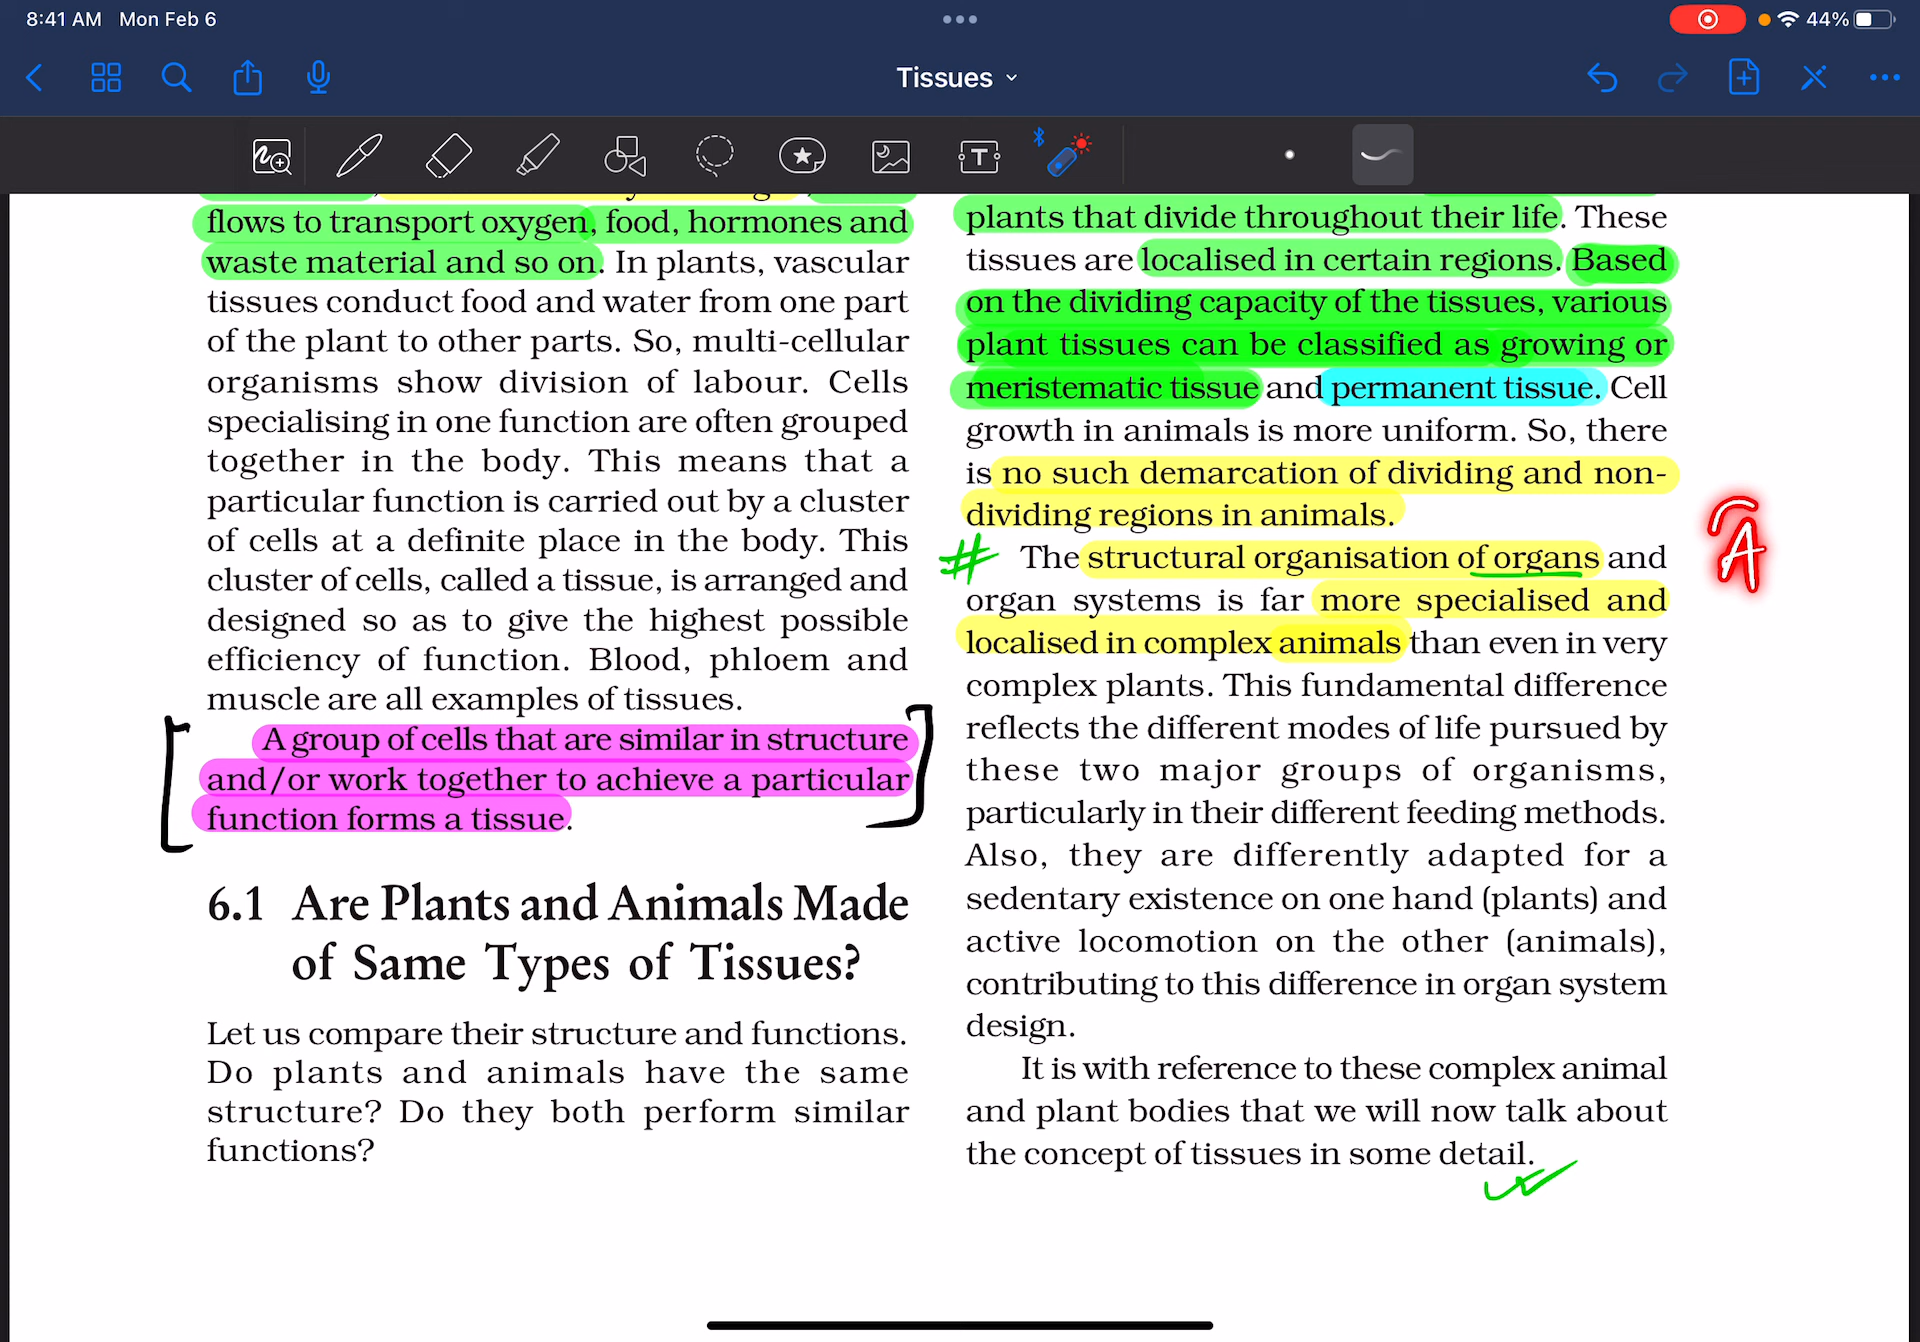 8:41 AM Mon Feb 6
44%
Tissues
T
flows to transport oxygen, food, hormones and
waste material and so on. In plants, vascular
tissues conduct food and water from one part
of the plant to other parts. So, multi-cellular
organisms show division of labour. Cells
specialising in one function are often grouped
together in the body. This means that a
particular function is carried out by a cluster
of cells at a definite place in the body. This
cluster of cells, called a tissue, is arranged and
designed so as to give the highest possible
efficiency of function. Blood, phloem and
muscle are all examples of tissues.
A group of cells that are similar in structure
and/or work together to achieve a particular
function forms a tissue.
6.1 Are Plants and Animals Made
of Same Types of Tissues?
Let us compare their structure and functions.
Do plants and animals have the same
structure? Do they both perform similar
functions?
plants that divide throughout their life. These
tissues are localised in certain regions. Based
on the dividing capacity of the tissues, various
plant tissues can be classified as growing or
meristematic tissue and permanent tissue. Cell
growth in animals is more uniform. So, there
is no such demarcation of dividing and non-
dividing regions in animals.
# The structural organisation of organs and
organ systems is far more specialised and
localised in complex animals than even in very
complex plants. This fundamental difference
reflects the different modes of life pursued by
these two major groups of organisms,
particularly in their different feeding methods.
Also, they are differently adapted for a
sedentary existence on one hand (plants) and
active locomotion on the other (animals),
contributing to this difference in organ system
design.
It is with reference to these complex animal
and plant bodies that we will now talk about
the concept of tissues in some detail.
A